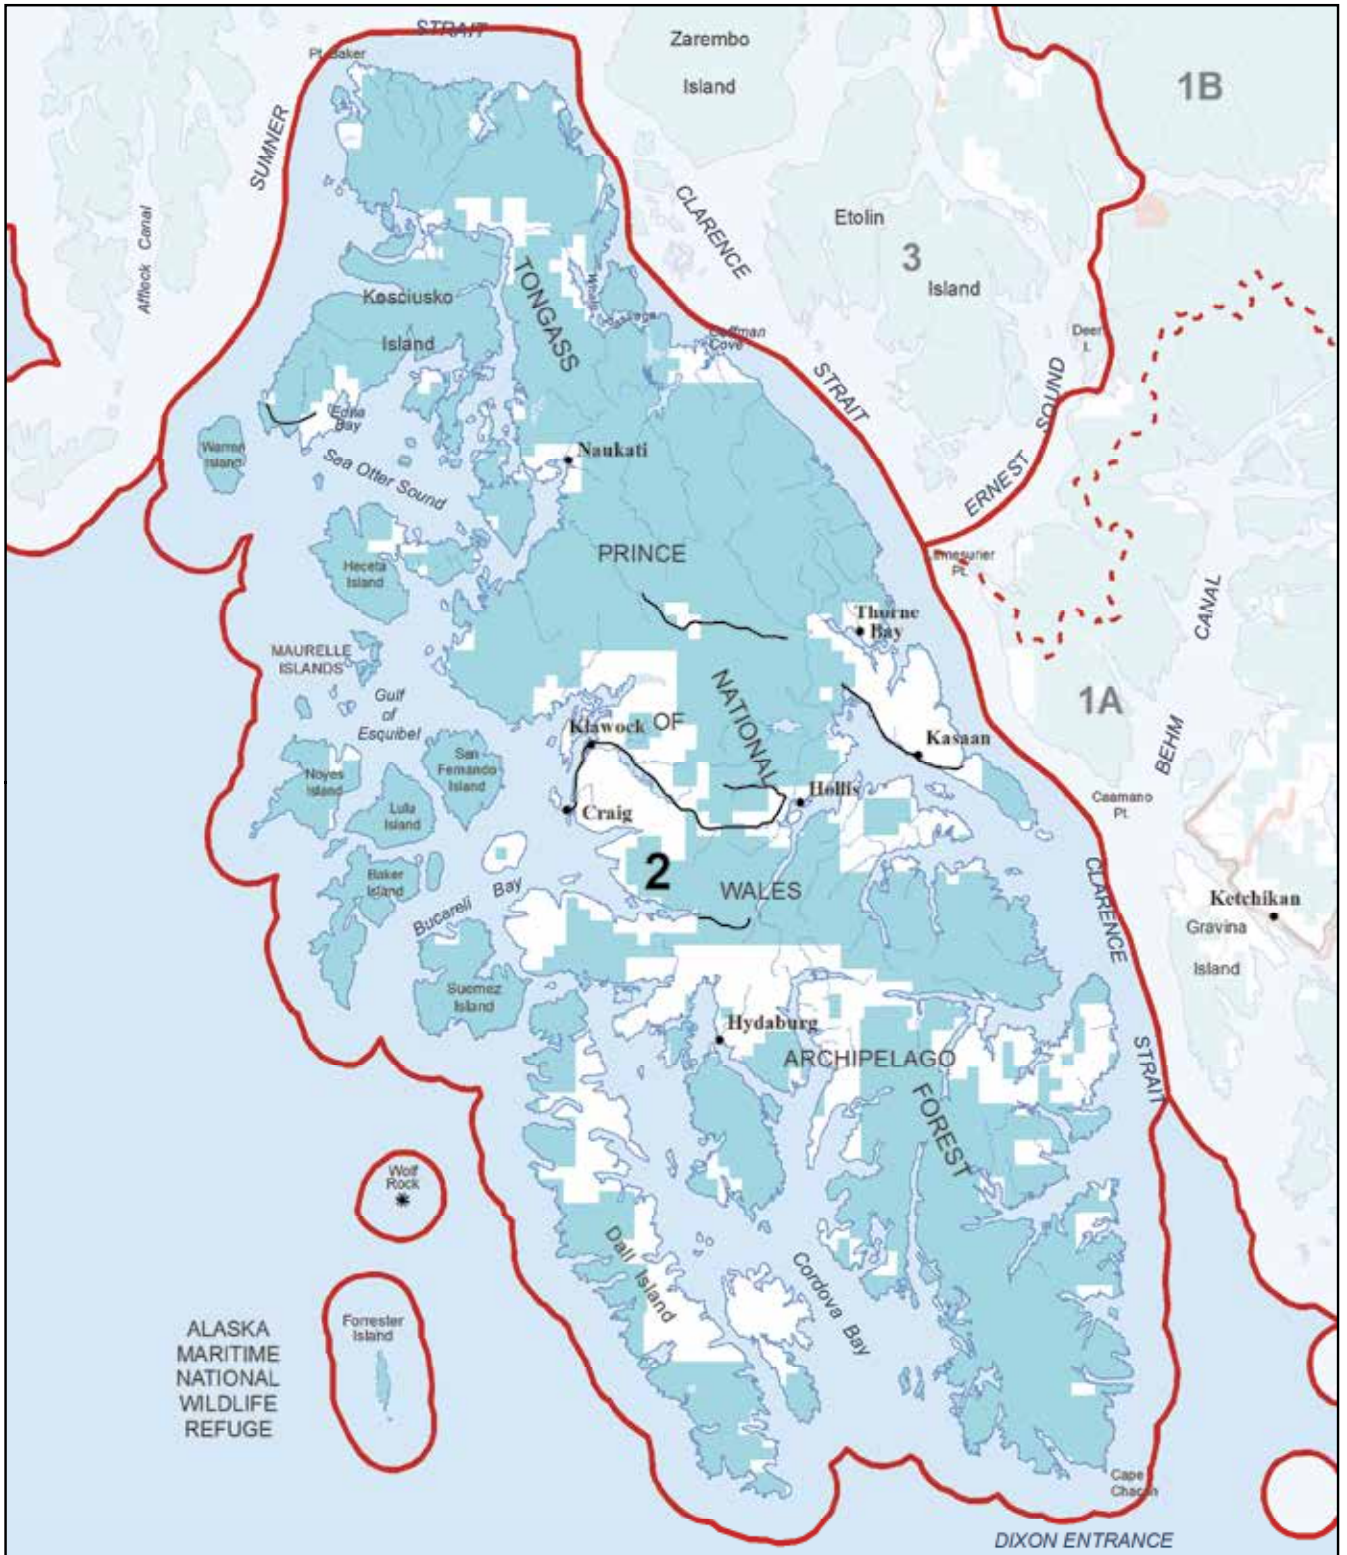 STRAIT
Pt. Baker
Zarembo
Island
1B
SUMNER
Affleck Canal
CLARENCE
Etolin
3
Island
TONGASS
Whale Passage
Kosciusko
Island
Coffman
Cove
Deer
I.
STRAIT
SOUND
ERNEST
Edna
Bay
Warren
Island
Sea Otter Sound
Naukati
PRINCE
Heceta
Island
Lemesurier
Pt.
CANAL
Thorne
Bay
MAURELLE
ISLANDS
Gulf
of
Esquibel
NATIONAL
1A
BEHM
Klawock
OF
Kasaan
San
Fernando
Island
Noyes
Island
Lulu
Island
Craig
Hollis
Caamano
Pt.
2
WALES
Baker
Island
Bucareli Bay
CLARENCE
Ketchikan
Gravina
Island
Suemez
Island
Hydaburg
ARCHIPELAGO
STRAIT
FOREST
Wolf
Rock
Dall Island
Cordova Bay
Forrester
Island
ALASKA
MARITIME
NATIONAL
WILDLIFE
REFUGE
Cape
Chacon
DIXON ENTRANCE